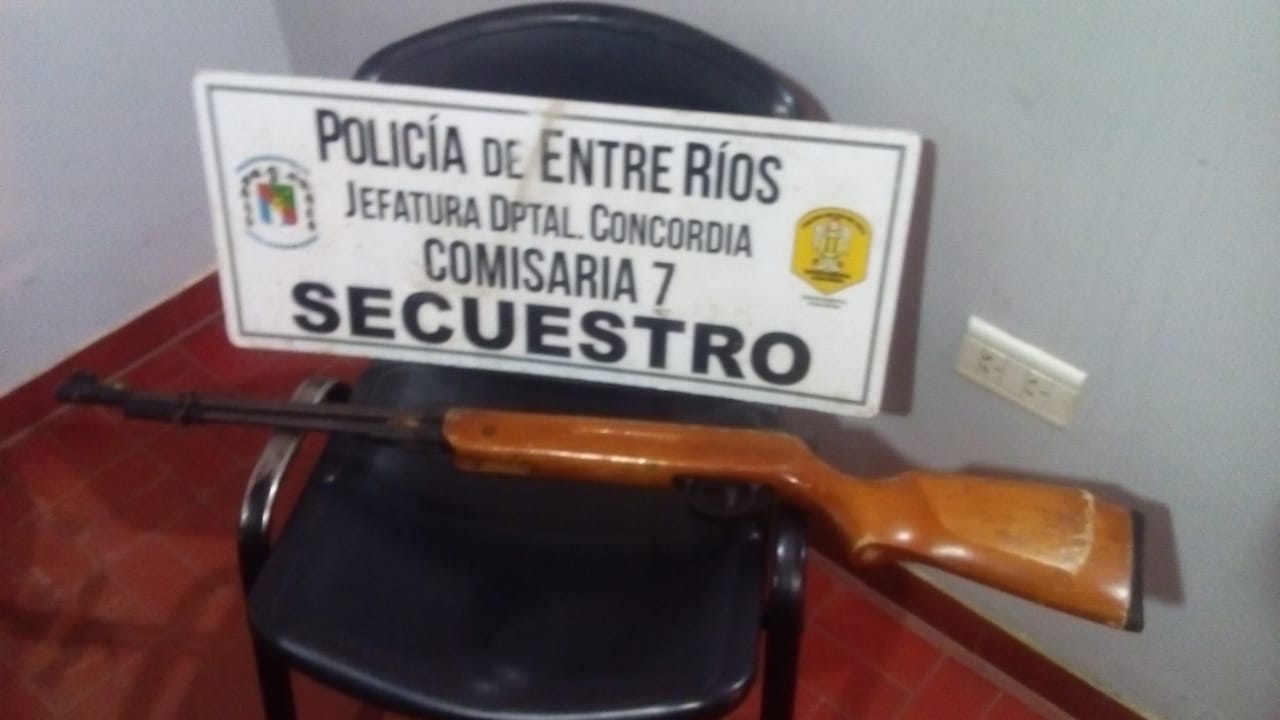 POLICÍA DE ENTRE RÍOS
JEFATURA DPTAL. CONCORDIA
COMISARIA 7
SECUESTRO